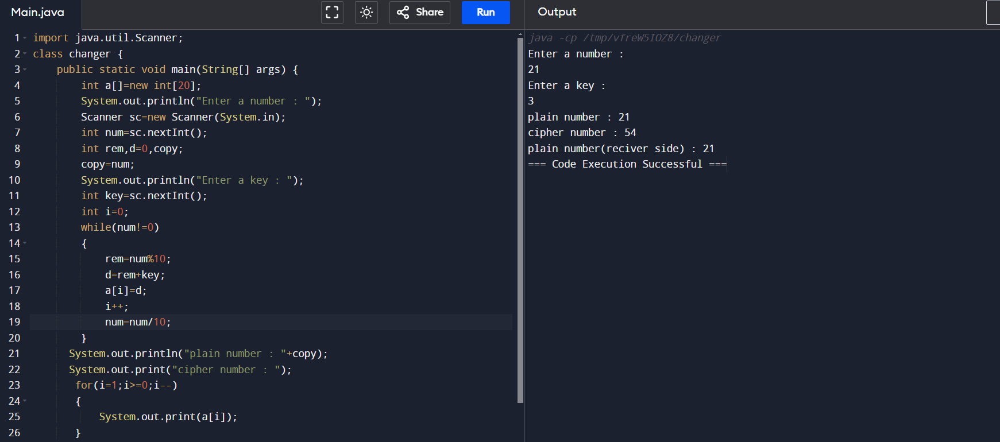 Main.java
Share
Run
Output
1 import java.util.Scanner;
2 class changer {
3 public static void main(String[] args) {
4 int a[]=new int[20];
5 System.out.println("Enter a number : ");
6 Scanner sc=new Scanner(System.in);
7 int num=sc.nextInt();
8 int rem,d=0,copy;
9 copy=num;
10 System.out.println("Enter a key : ");
11 int key=sc.nextInt();
12 int i=0;
13 while(num!=0)
14 {
15 rem=num%10;
16 d=rem+key;
17 a[i]=d;
18 i++;
19 num=num/10;
20 }
21 System.out.println("plain number : "+copy);
22 System.out.print("cipher number : ");
23 for(i=1;i>=0;i--)
24 {
25 System.out.print(a[i]);
26 }
java -cp /tmp/vfreW5IOZ8/changer
Enter a number :
21
Enter a key :
3
plain number : 21
cipher number : 54
plain number(reciver side) : 21
=== Code Execution Successful ===